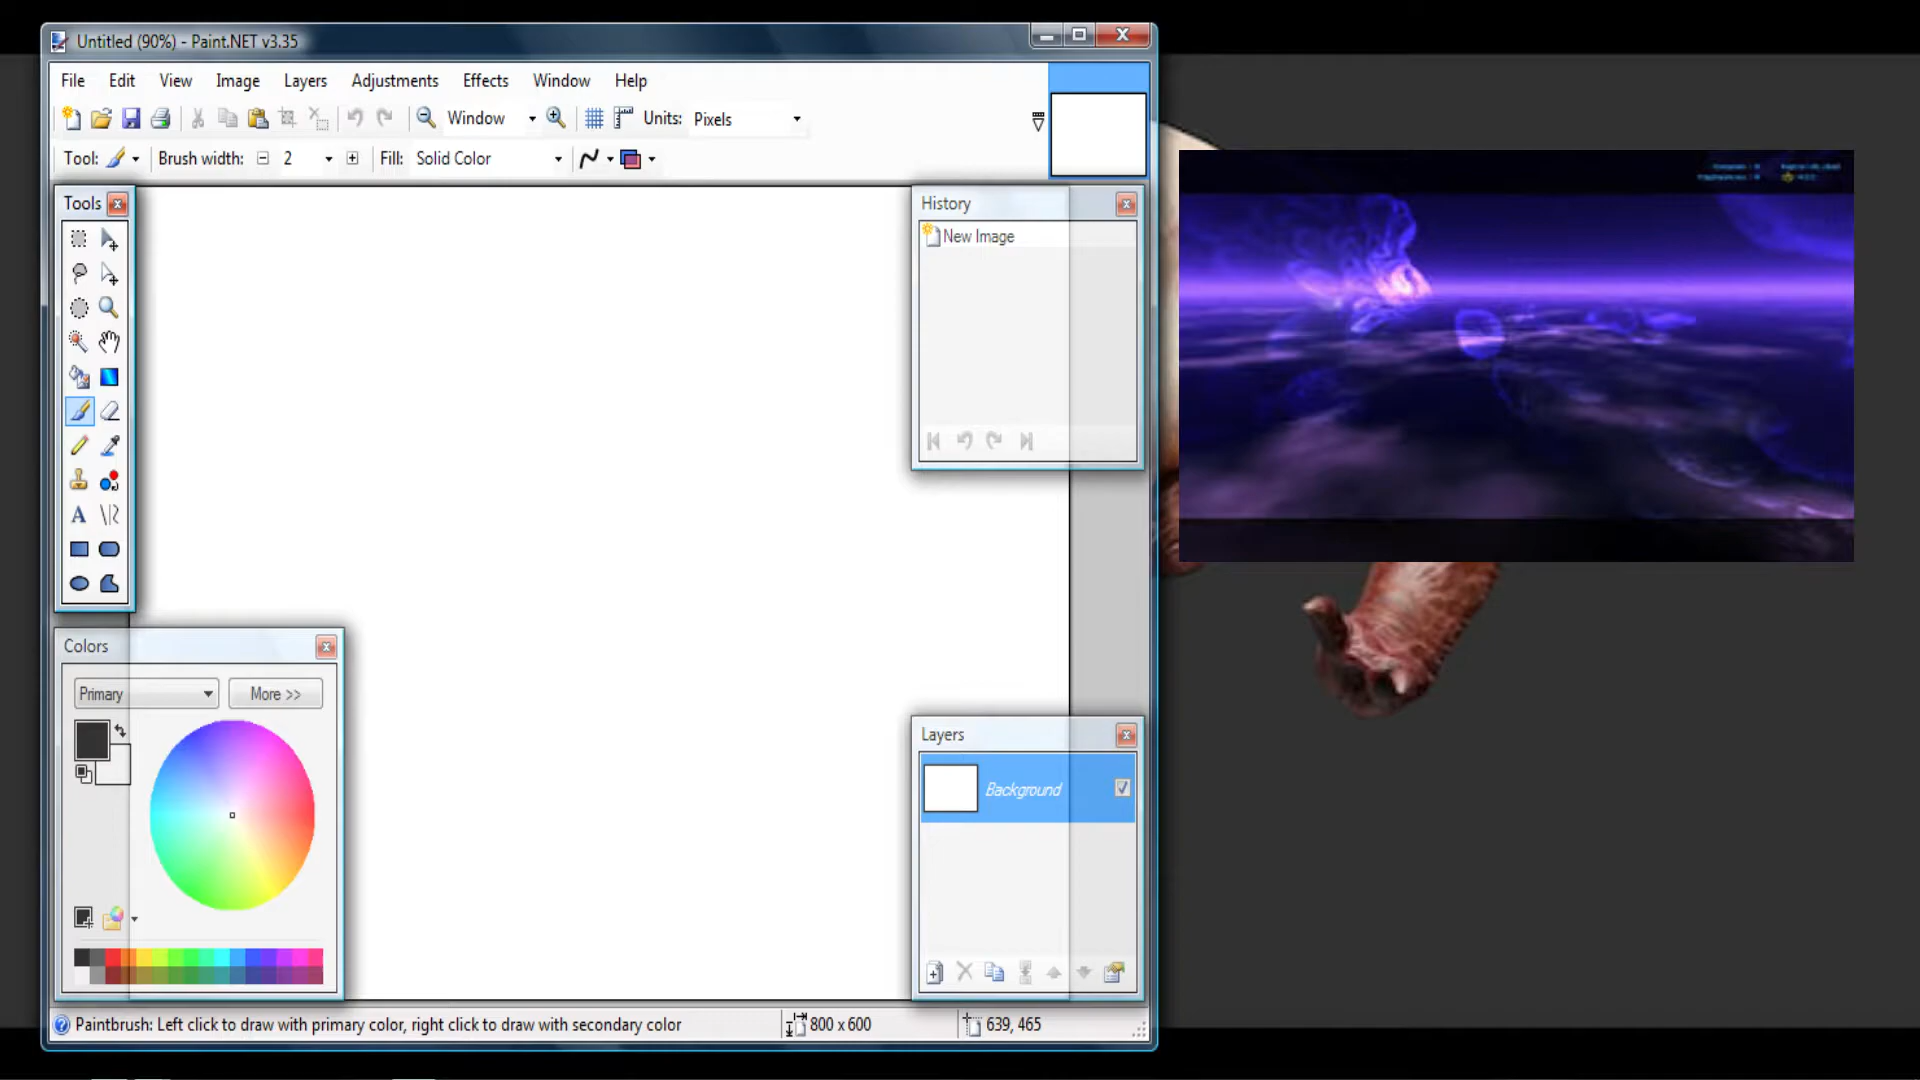 Untitled (90%) - Paint.NET v3.35
File Edit View Image Layers Adjustments Effects Window Help
Window Units: Pixels
Tool: Brush width: 2 Fill: Solid Color
Tools
History
New Image
Colors
Primary More >>
Layers
Background
Paintbrush: Left click to draw with primary color, right click to draw with secondary color 800 x 600 639, 465